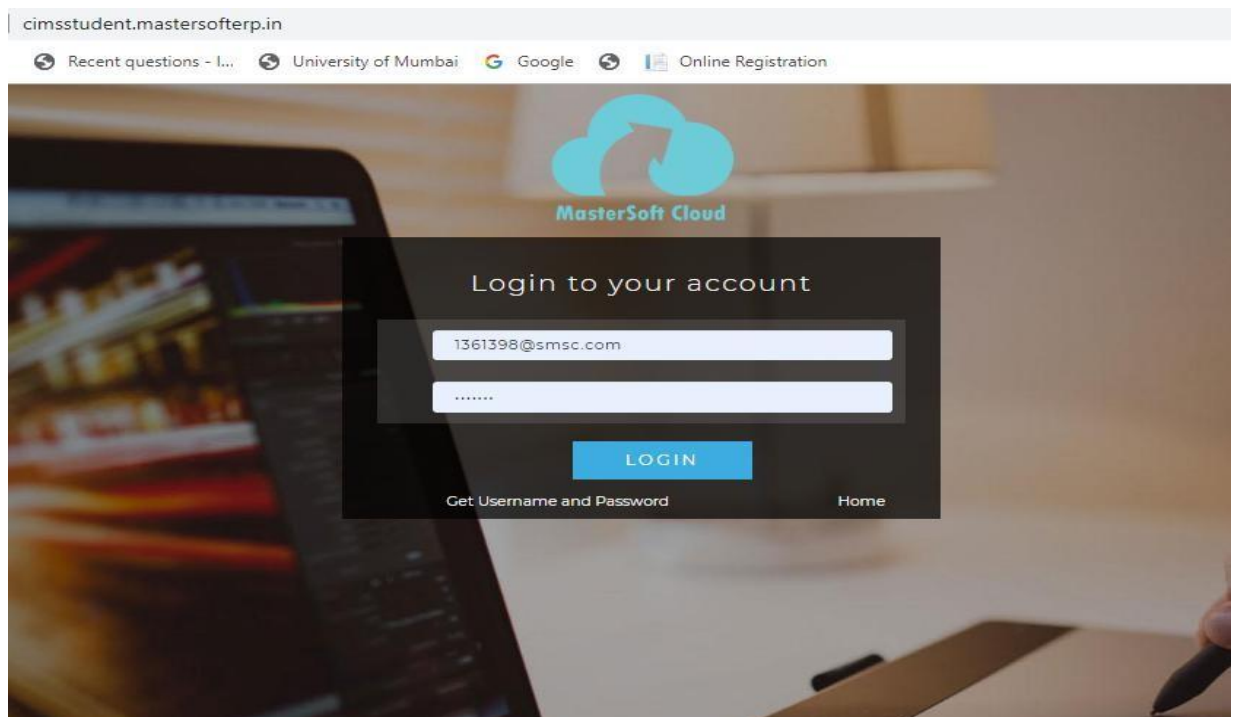 cimsstudent.mastersofterp.in
Recent questions - I... University of Mumbai Google Online Registration
MasterSoft Cloud
Login to your account
1361398@smsc.com
.......
LOGIN
Get Username and Password Home